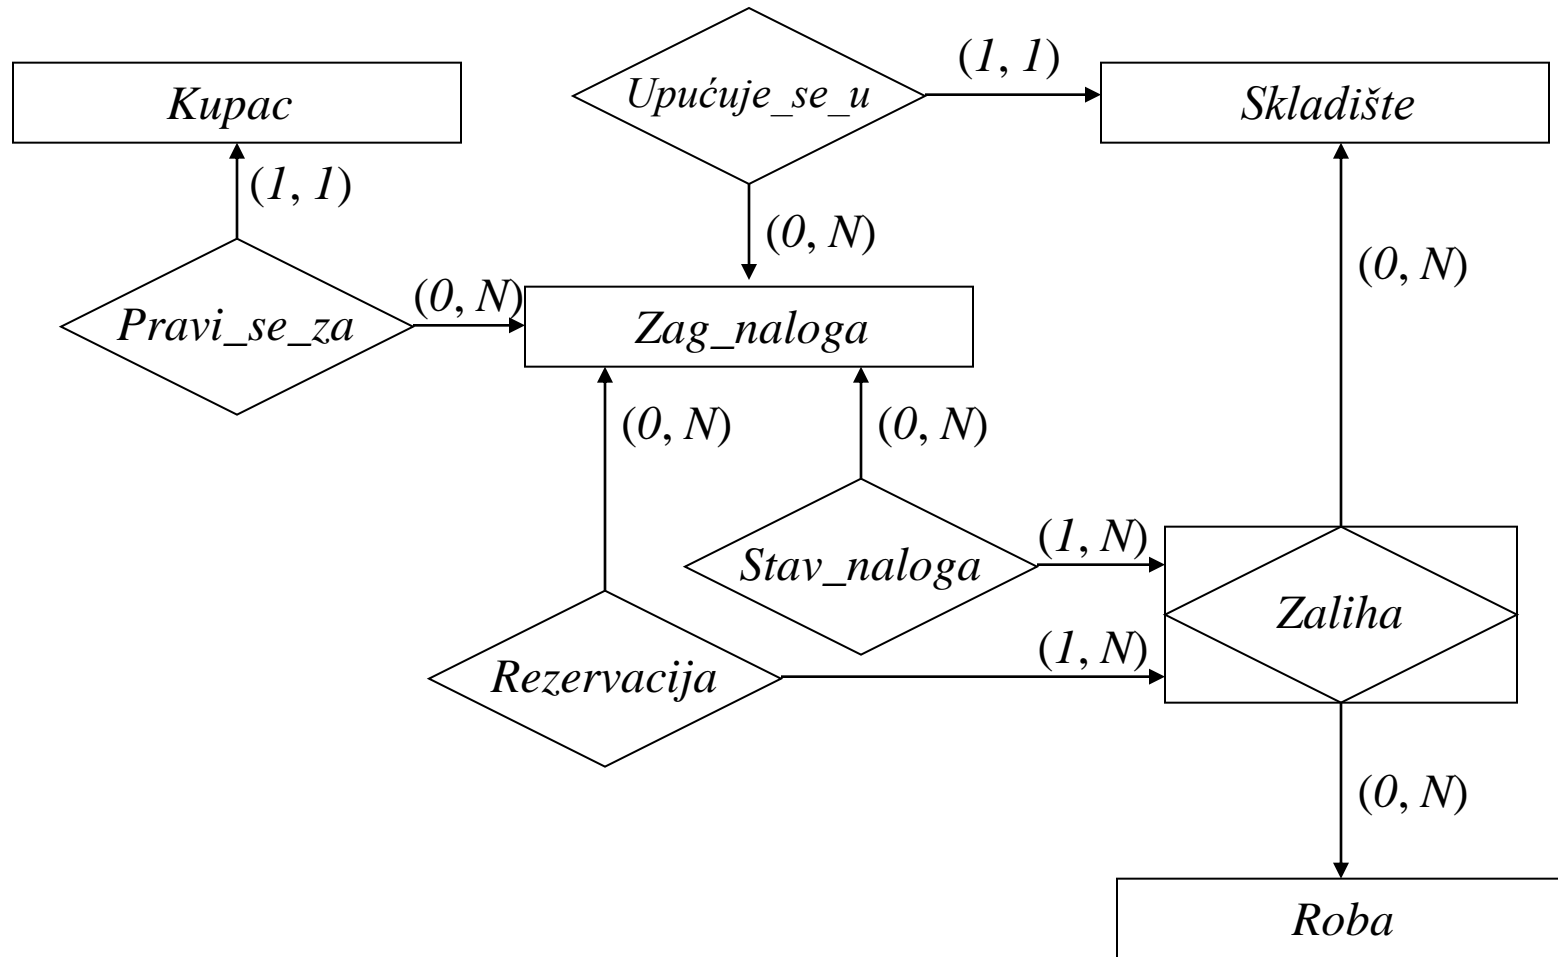 Upućuje_se_u
(1, 1)
Kupac
Skladište
(1, 1)
(0, N)
(0, N)
(0, N)
Pravi_se_za
Zag_naloga
(0, N)
(0, N)
(1, N)
Stav_naloga
Zaliha
(1, N)
Rezervacija
(0, N)
Roba